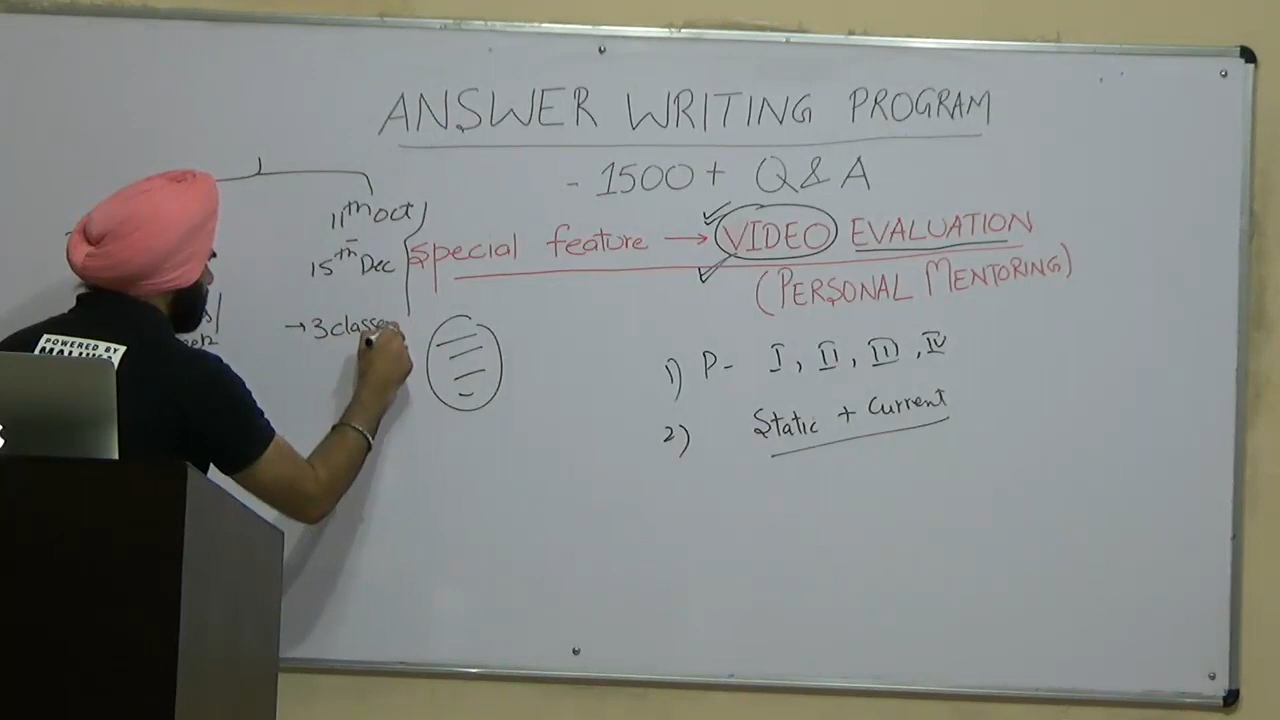 ANSWER WRITING PROGRAM
- 1500+ Q&A
11th Oct
special feature → VIDEO EVALUATION
15th Dec
(PERSONAL MENTORING)
→ 3 classes
1) P- I, II, III, IV
2) Static + Current
POWERED BY